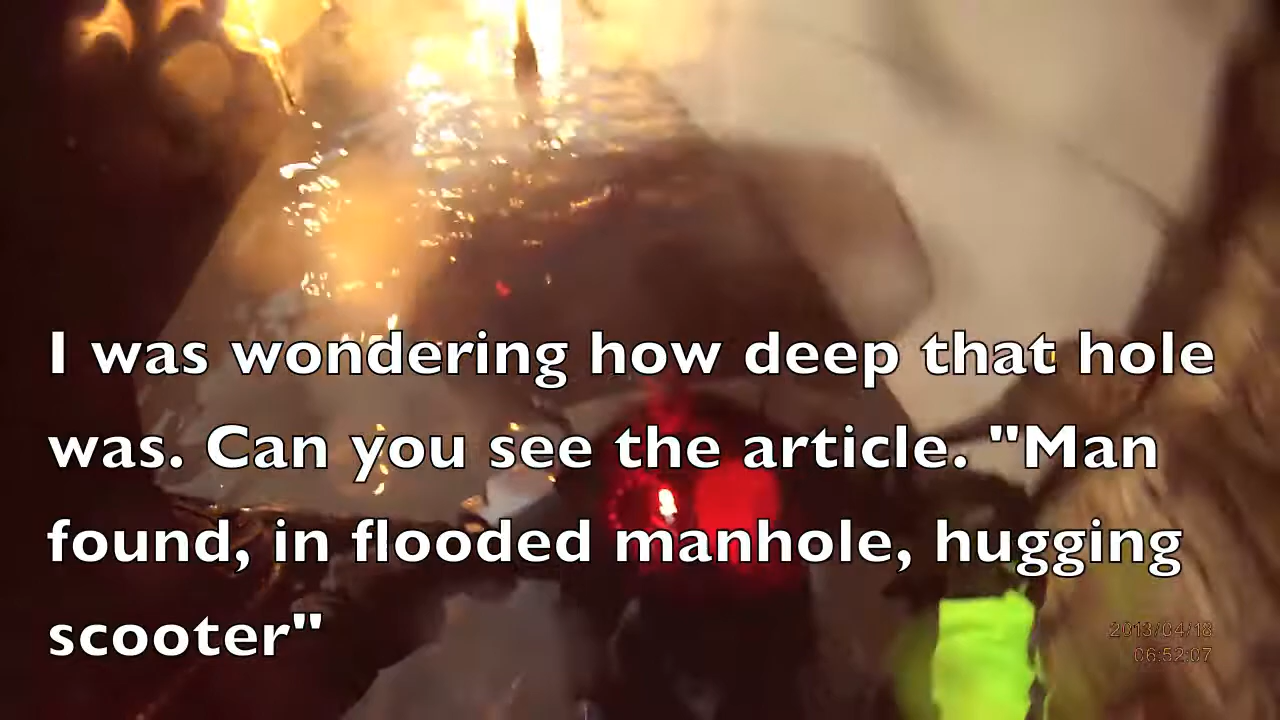 I was wondering how deep that hole
was. Can you see the article. "Man
found, in flooded manhole, hugging
scooter"
2013/04/18
06:52:07